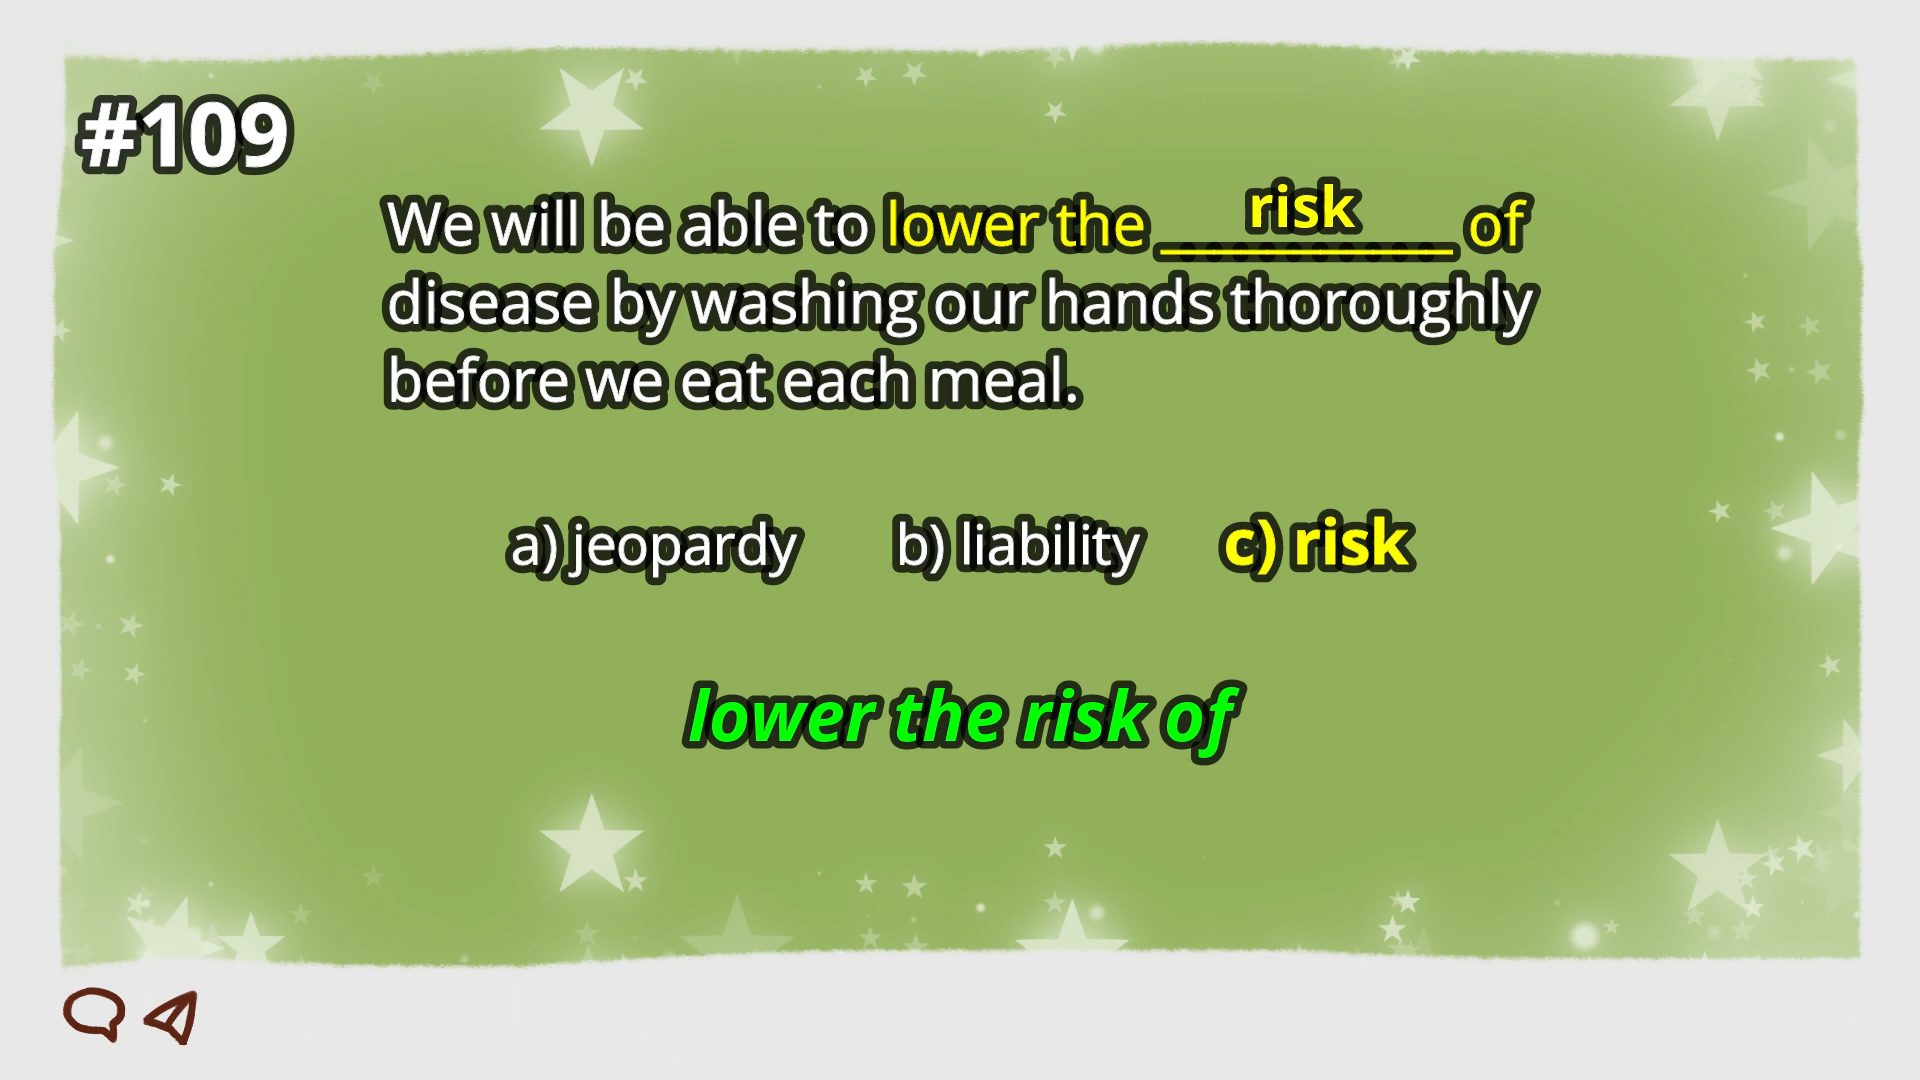 #109
We will be able to lower the risk of
disease by washing our hands thoroughly
before we eat each meal.
a) jeopardy b) liability c) risk
lower the risk of